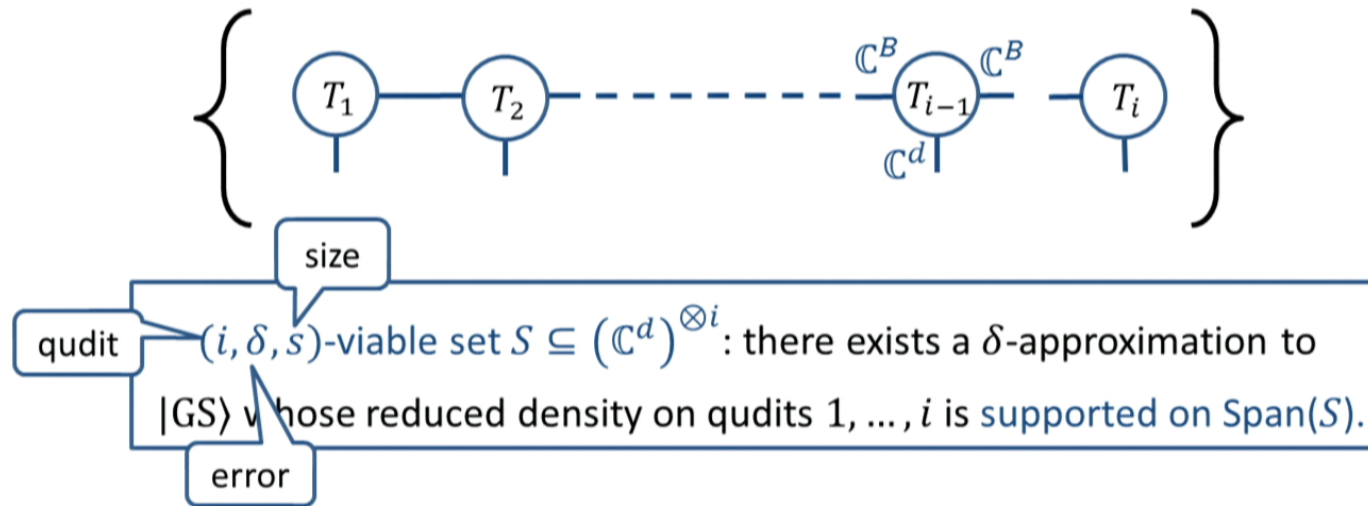 ℂ^B ℂ^B
T_1 T_2 T_{i−1} T_i
ℂ^d
size
qudit
(i, δ, s)-viable set S ⊆ (ℂ^d)^{⊗i}: there exists a δ-approximation to
|GS⟩ whose reduced density on qudits 1, ..., i is supported on Span(S).
error